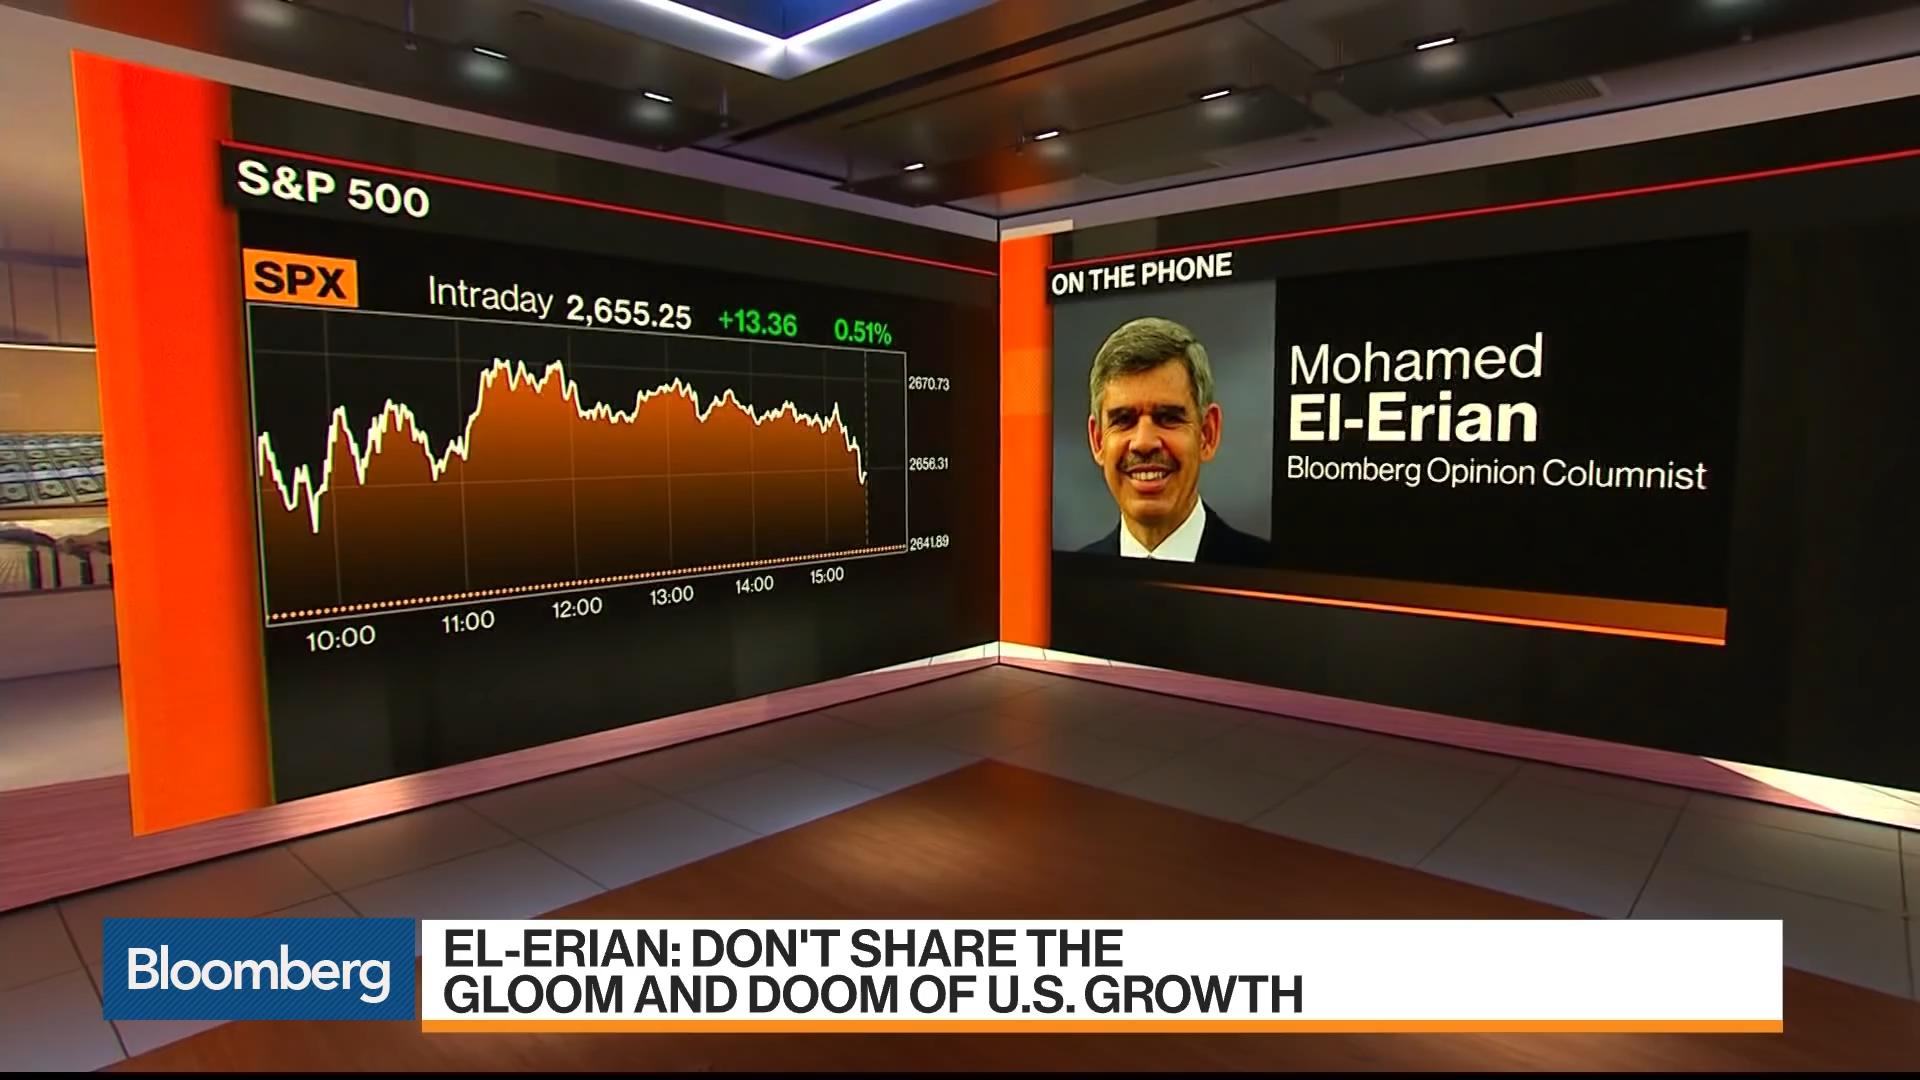 S&P 500
SPX
Intraday 2,655.25 +13.36 0.51%
2670.73
2656.31
2641.89
10:00 11:00 12:00 13:00 14:00 15:00
ON THE PHONE
Mohamed
El-Erian
Bloomberg Opinion Columnist
Bloomberg
EL-ERIAN: DON'T SHARE THE
GLOOM AND DOOM OF U.S. GROWTH